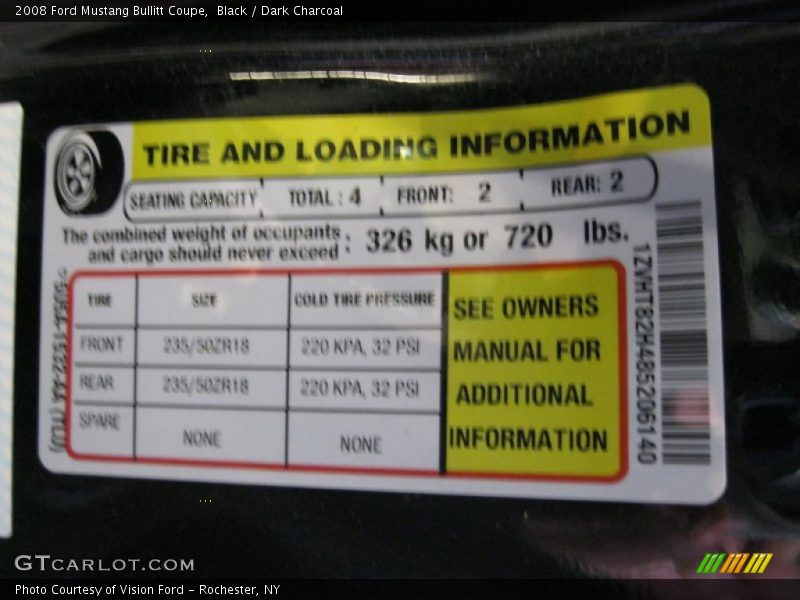 2008 Ford Mustang Bullitt Coupe,  Black / Dark Charcoal
TIRE AND LOADING INFORMATION
SEATING CAPACITY TOTAL: 4 FRONT: 2 REAR: 2
The combined weight of occupants and cargo should never exceed: 326 kg or 720 lbs.
TIRE SIZE COLD TIRE PRESSURE
FRONT 235/50ZR18 220 KPA, 32 PSI
REAR 235/50ZR18 220 KPA, 32 PSI
SPARE NONE NONE
SEE OWNERS
MANUAL FOR
ADDITIONAL
INFORMATION
1ZVHT82H485206140
GTCARLOT.COM
Photo Courtesy of Vision Ford – Rochester, NY